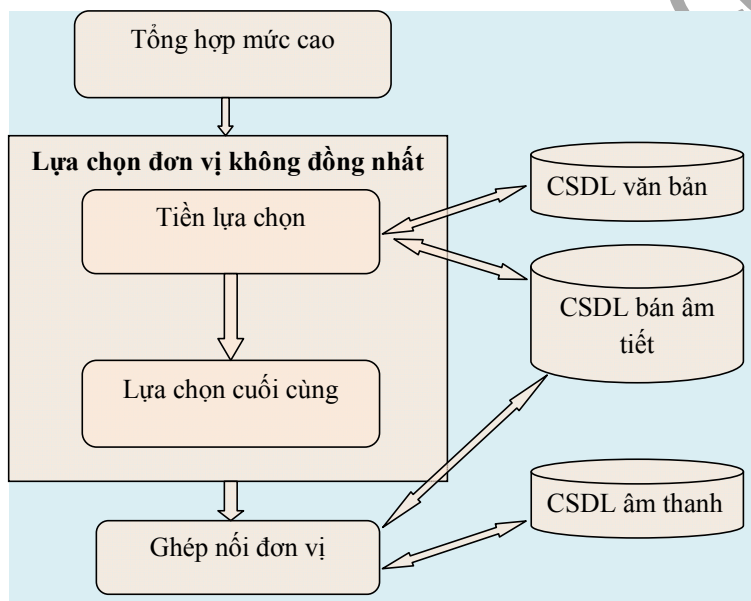 Tổng hợp mức cao
Lựa chọn đơn vị không đồng nhất
Tiền lựa chọn
Lựa chọn cuối cùng
Ghép nối đơn vị
CSDL văn bản
CSDL bán âm
tiết
CSDL âm thanh